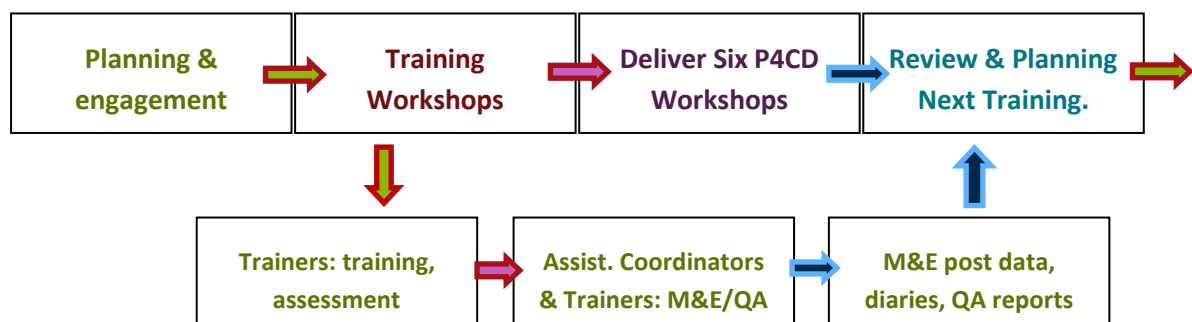 Planning &
engagement
Training
Workshops
Deliver Six P4CD
Workshops
Review & Planning
Next Training.
Trainers: training,
assessment
Assist. Coordinators
& Trainers: M&E/QA
M&E post data,
diaries, QA reports